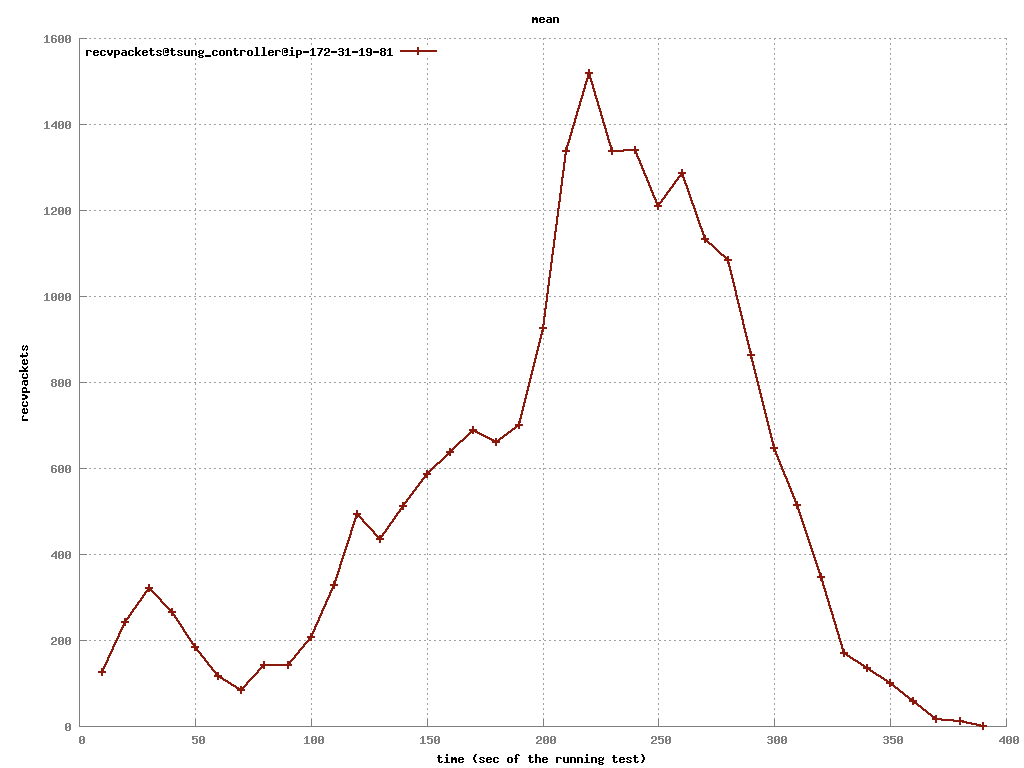 mean
1600
recvpackets@tsung_controller@ip-172-31-19-81
1400
1200
1000
recvpackets
800
600
400
200
0
0 50 100 150 200 250 300 350 400
time (sec of the running test)